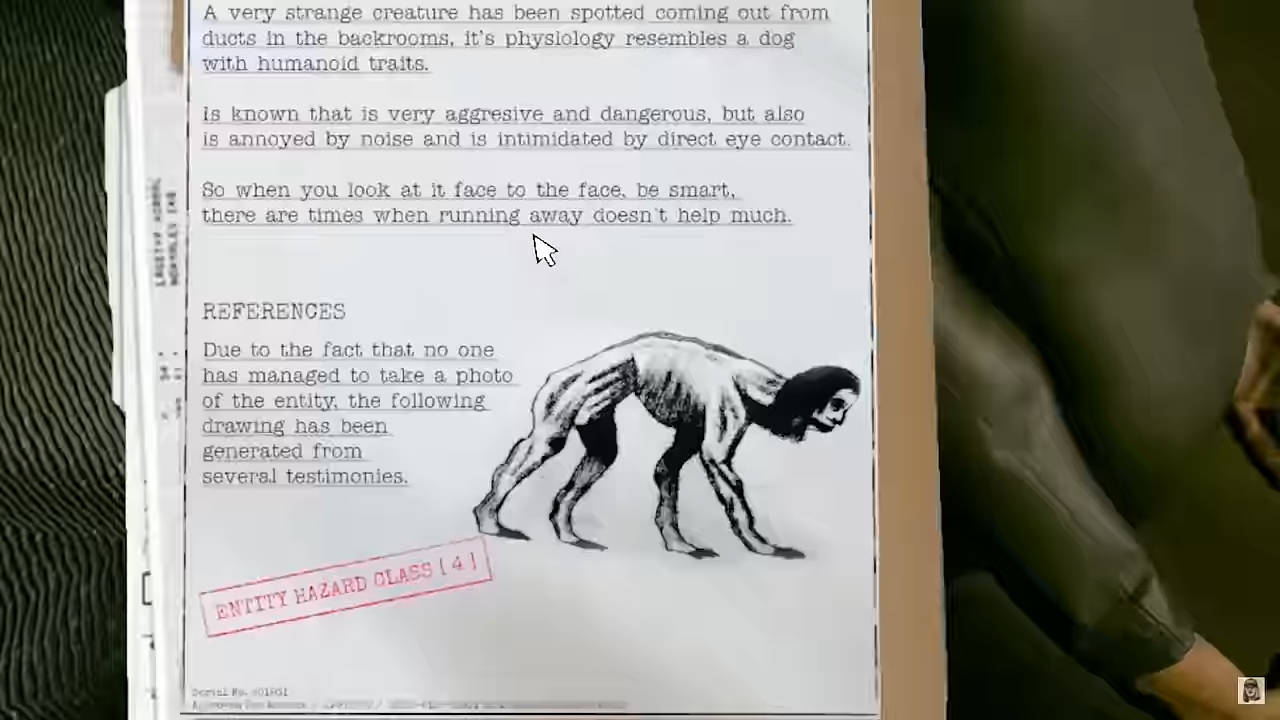 A very strange creature has been spotted coming out from
ducts in the backrooms, it's physiology resembles a dog
with humanoid traits.
Is known that is very aggresive and dangerous, but also
is annoyed by noise and is intimidated by direct eye contact.
So when you look at it face to the face, be smart,
there are times when running away doesn't help much.
REFERENCES
Due to the fact that no one
has managed to take a photo
of the entity, the following
drawing has been
generated from
several testimonies.
ENTITY HAZARD CLASS [ 4 ]
Serial No.